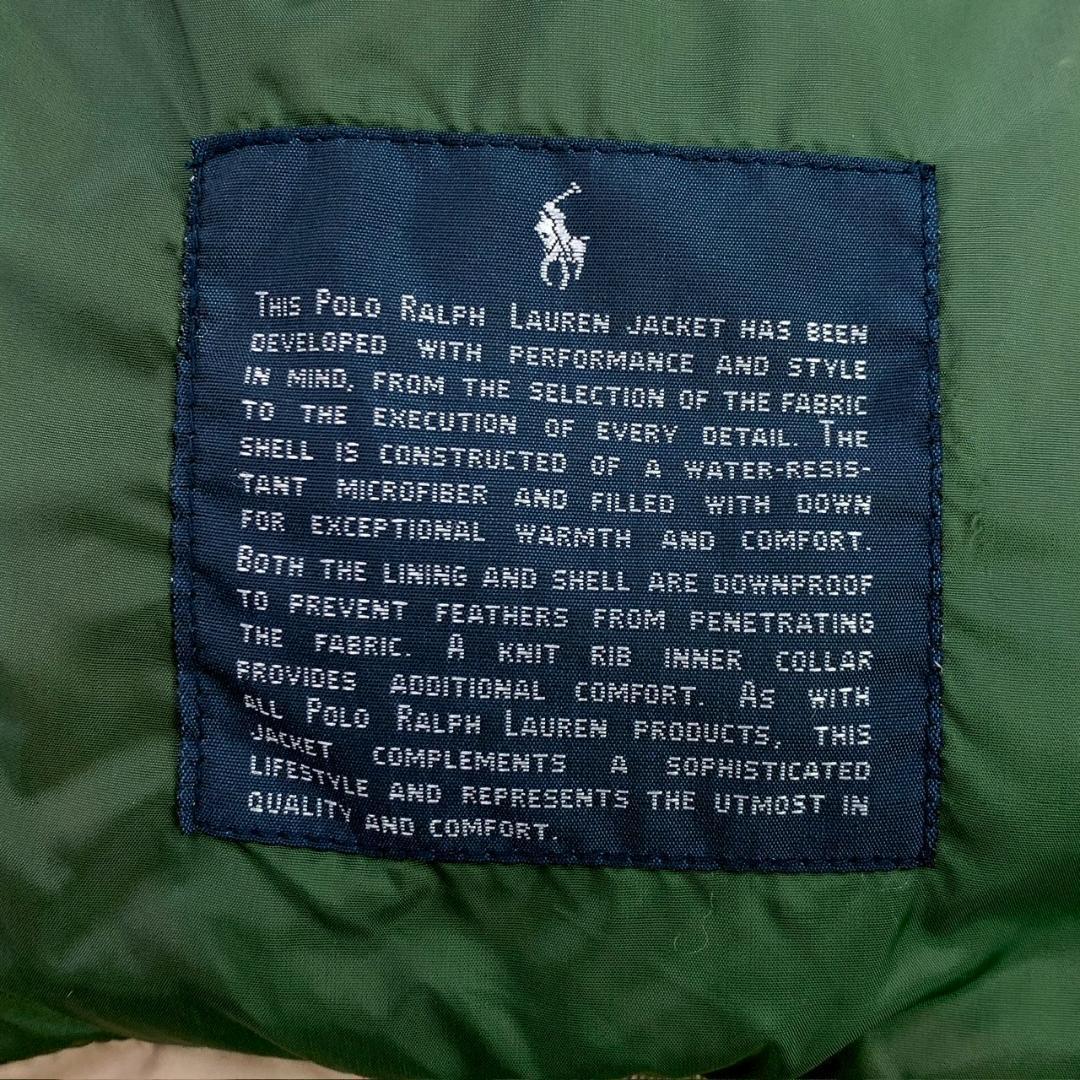 This Polo Ralph Lauren jacket has been
developed with performance and style
in mind, from the selection of the fabric
to the execution of every detail. The
shell is constructed of a water-resis-
tant microfiber and filled with down
for exceptional warmth and comfort.
Both the lining and shell are downproof
to prevent feathers from penetrating
the fabric. A knit rib inner collar
provides additional comfort. As with
all Polo Ralph Lauren products, this
jacket complements a sophisticated
lifestyle and represents the utmost in
quality and comfort.